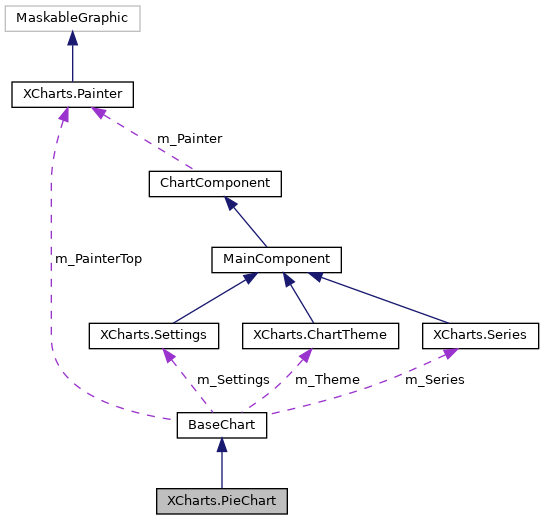 MaskableGraphic
XCharts.Painter
m_Painter
ChartComponent
MainComponent
m_PainterTop
XCharts.Settings
XCharts.ChartTheme
XCharts.Series
m_Settings
m_Theme
m_Series
BaseChart
XCharts.PieChart